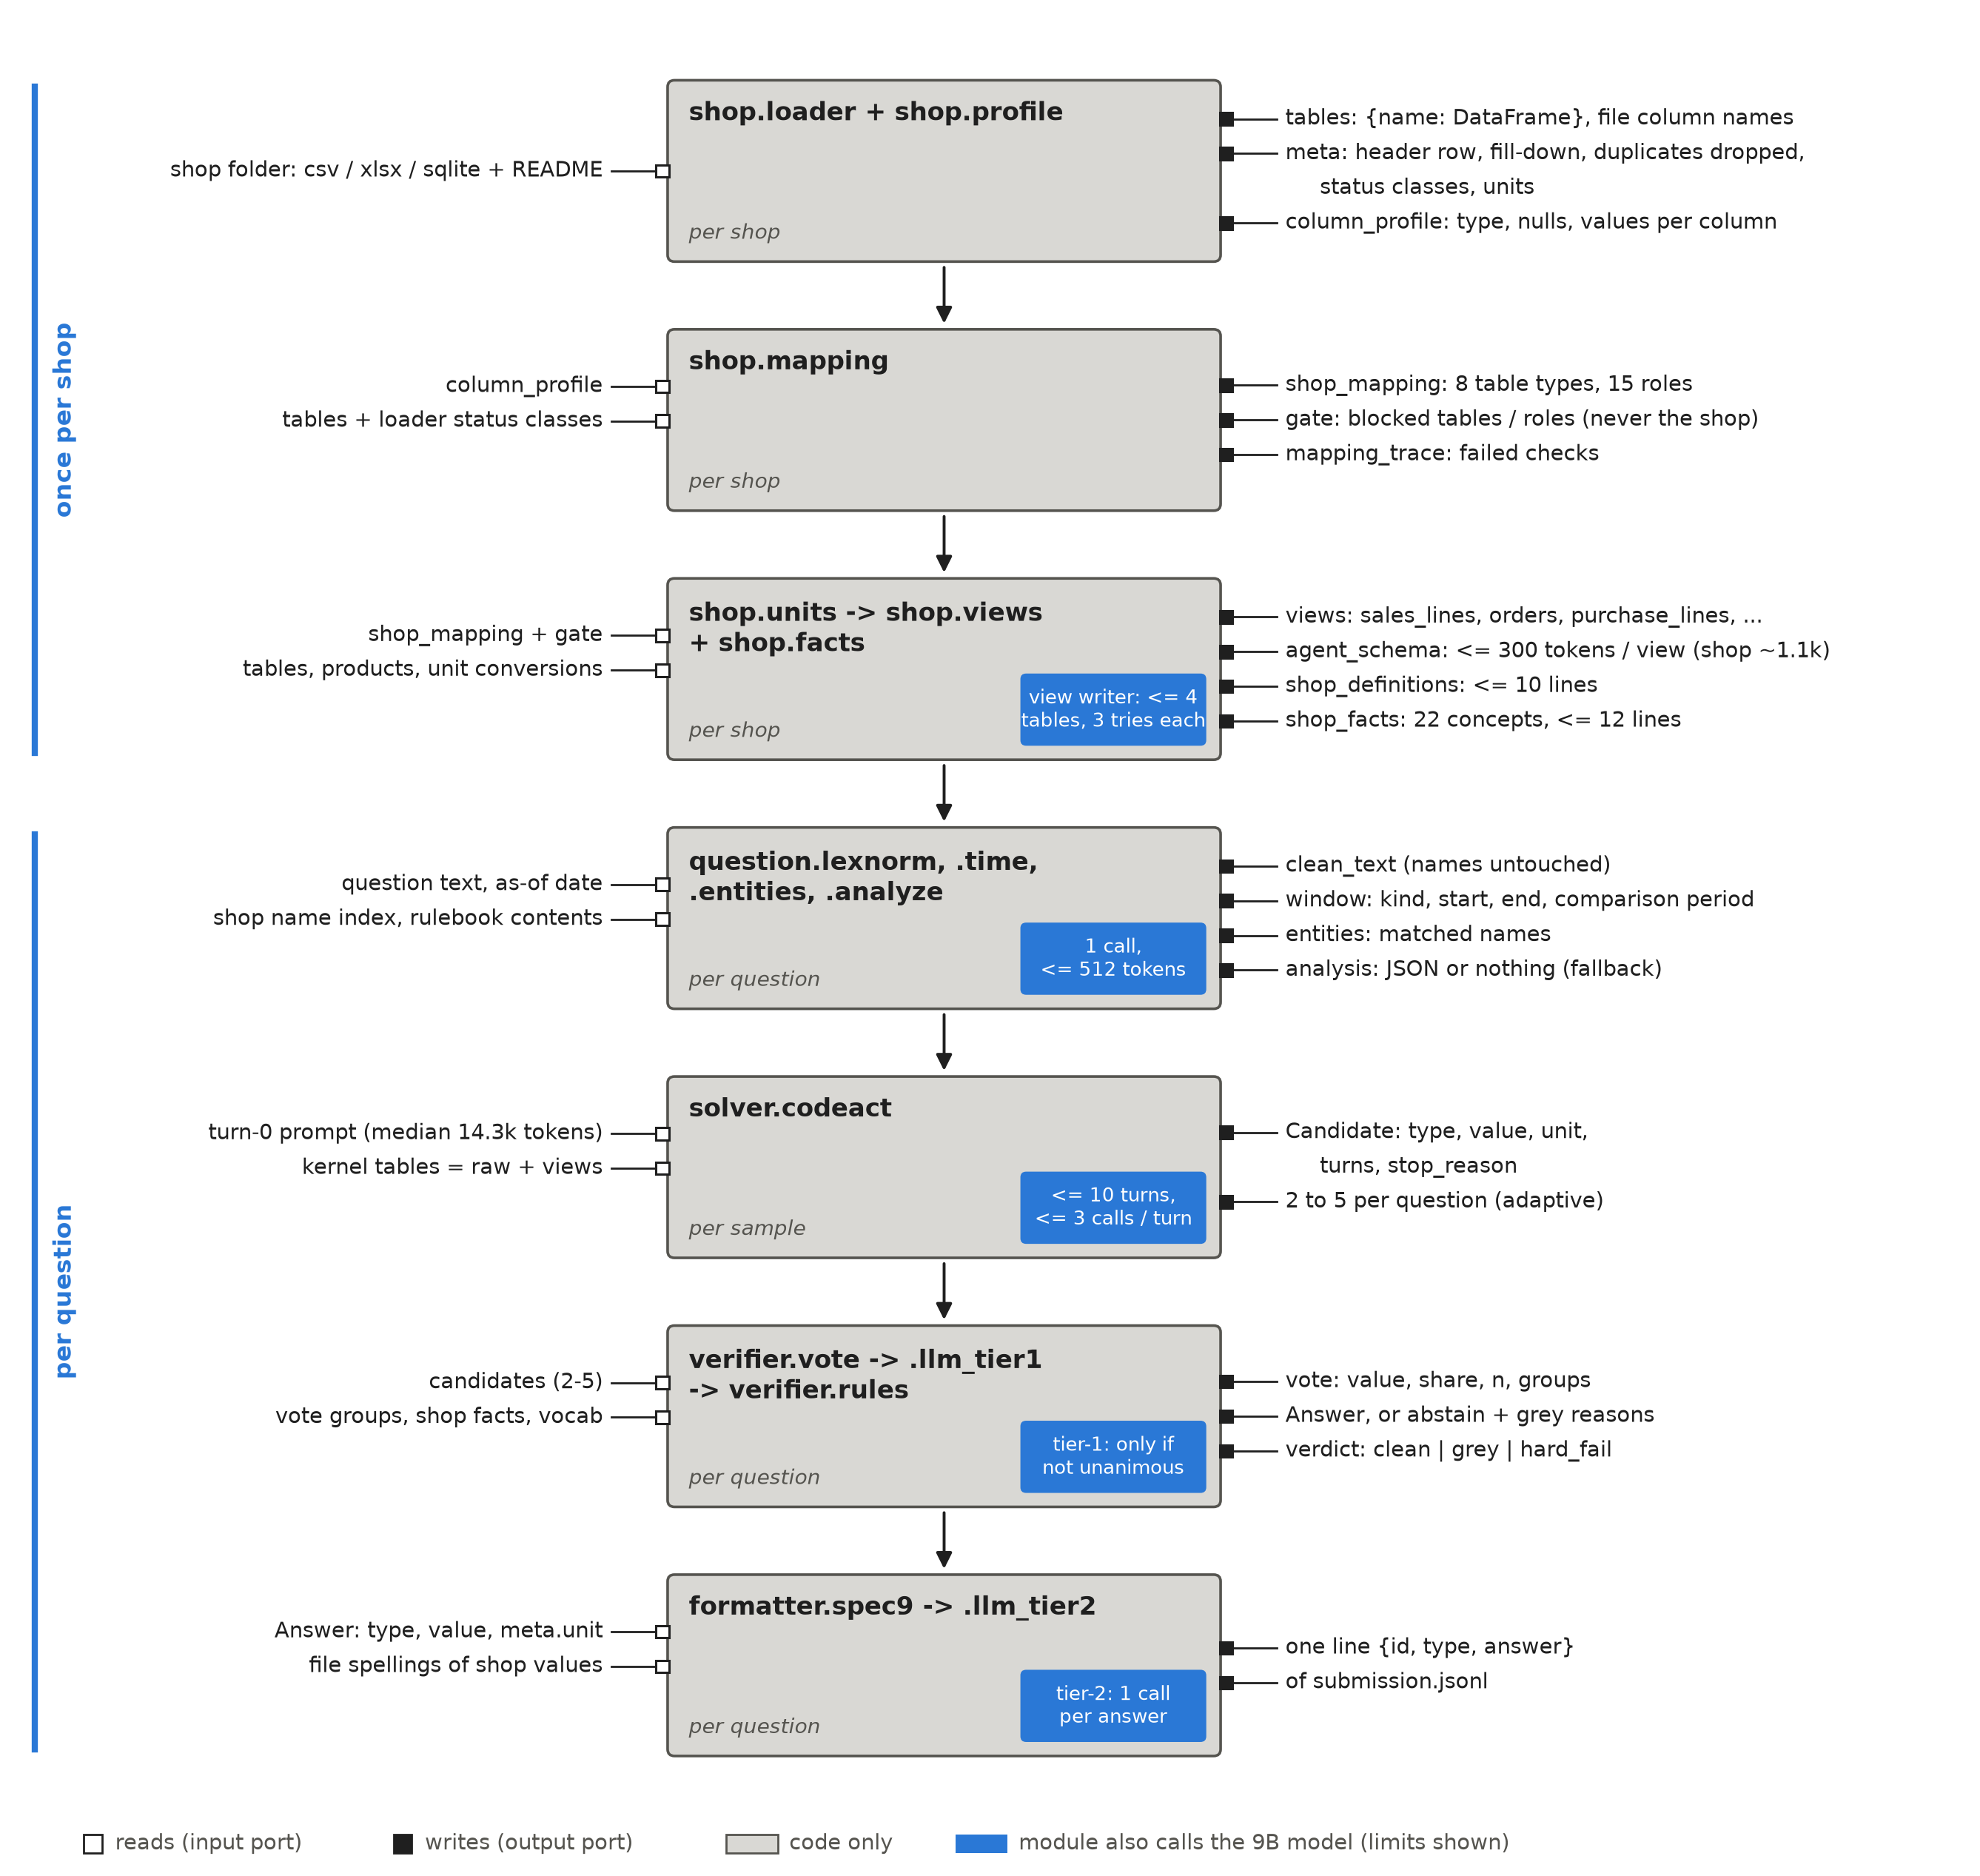 once per shop
shop folder: csv / xlsx / sqlite + README
shop.loader + shop.profile
per shop
tables: {name: DataFrame}, file column names
meta: header row, fill-down, duplicates dropped,
status classes, units
column_profile: type, nulls, values per column
column_profile
tables + loader status classes
shop.mapping
per shop
shop_mapping: 8 table types, 15 roles
gate: blocked tables / roles (never the shop)
mapping_trace: failed checks
shop_mapping + gate
tables, products, unit conversions
shop.units -> shop.views
+ shop.facts
per shop
view writer: <= 4
tables, 3 tries each
views: sales_lines, orders, purchase_lines, ...
agent_schema: <= 300 tokens / view (shop ~1.1k)
shop_definitions: <= 10 lines
shop_facts: 22 concepts, <= 12 lines
per question
question text, as-of date
shop name index, rulebook contents
question.lexnorm, .time,
.entities, .analyze
per question
1 call,
<= 512 tokens
clean_text (names untouched)
window: kind, start, end, comparison period
entities: matched names
analysis: JSON or nothing (fallback)
turn-0 prompt (median 14.3k tokens)
kernel tables = raw + views
solver.codeact
per sample
<= 10 turns,
<= 3 calls / turn
Candidate: type, value, unit,
turns, stop_reason
2 to 5 per question (adaptive)
candidates (2-5)
vote groups, shop facts, vocab
verifier.vote -> .llm_tier1
-> verifier.rules
per question
tier-1: only if
not unanimous
vote: value, share, n, groups
Answer, or abstain + grey reasons
verdict: clean | grey | hard_fail
Answer: type, value, meta.unit
file spellings of shop values
formatter.spec9 -> .llm_tier2
per question
tier-2: 1 call
per answer
one line {id, type, answer}
of submission.jsonl
reads (input port)
writes (output port)
code only
module also calls the 9B model (limits shown)